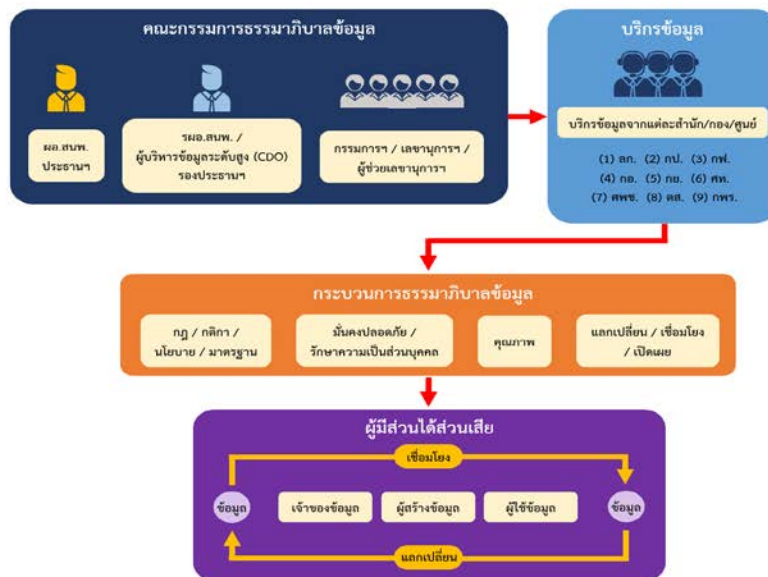 คณะกรรมการธรรมาภิบาลข้อมูล
ผอ.สนพ.
ประธานฯ
รผอ.สนพ. /
ผู้บริหารข้อมูลระดับสูง (CDO)
รองประธานฯ
กรรมการฯ / เลขานุการฯ /
ผู้ช่วยเลขานุการฯ
บริกรข้อมูล
บริกรข้อมูลจากแต่ละสำนัก/กอง/ศูนย์
(1) ลก. (2) กป. (3) กฟ.
(4) กอ. (5) กย. (6) ศท.
(7) ศพช. (8) ตส. (9) กพร.
กระบวนการธรรมาภิบาลข้อมูล
กฎ / กติกา /
นโยบาย / มาตรฐาน
มั่นคงปลอดภัย /
รักษาความเป็นส่วนบุคคล
คุณภาพ
แลกเปลี่ยน / เชื่อมโยง
/ เปิดเผย
ผู้มีส่วนได้ส่วนเสีย
เชื่อมโยง
ข้อมูล
เจ้าของข้อมูล
ผู้สร้างข้อมูล
ผู้ใช้ข้อมูล
ข้อมูล
แลกเปลี่ยน